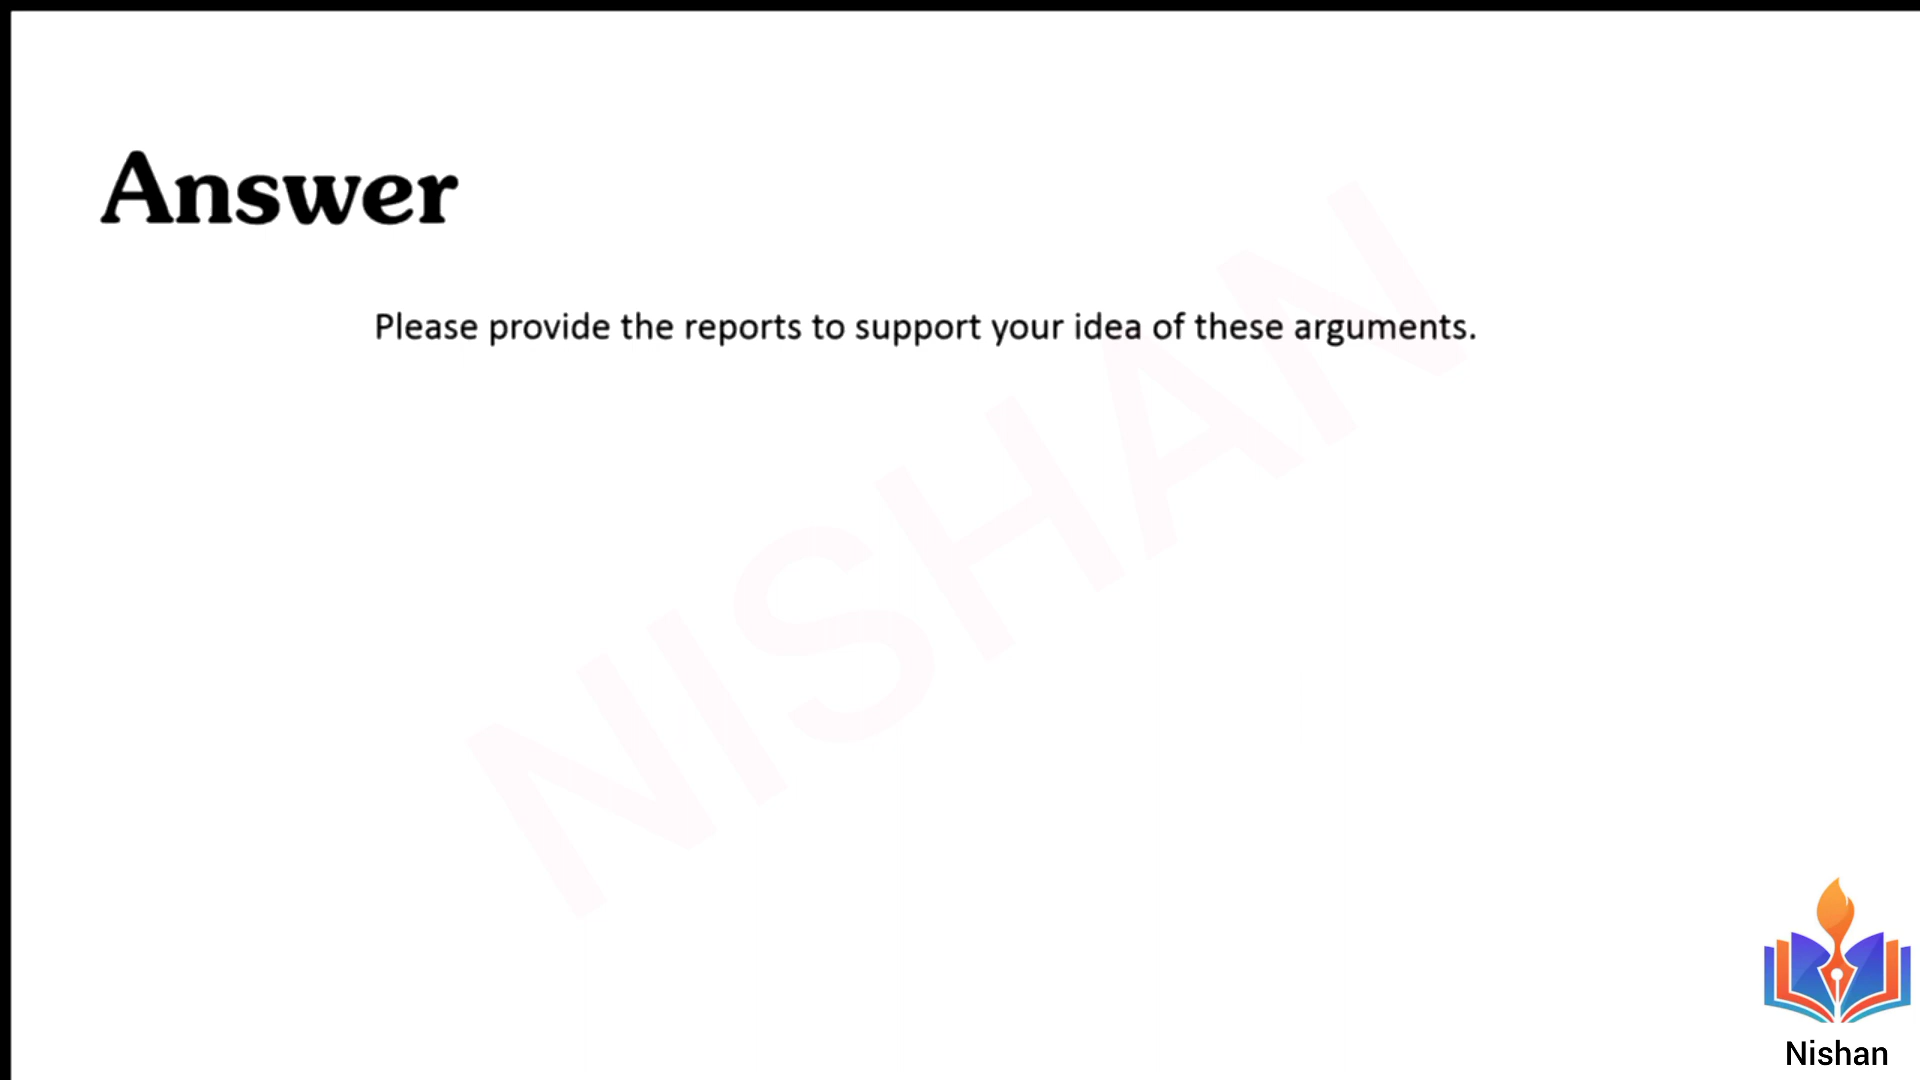 Answer
Please provide the reports to support your idea of these arguments.
NISHAN
Nishan